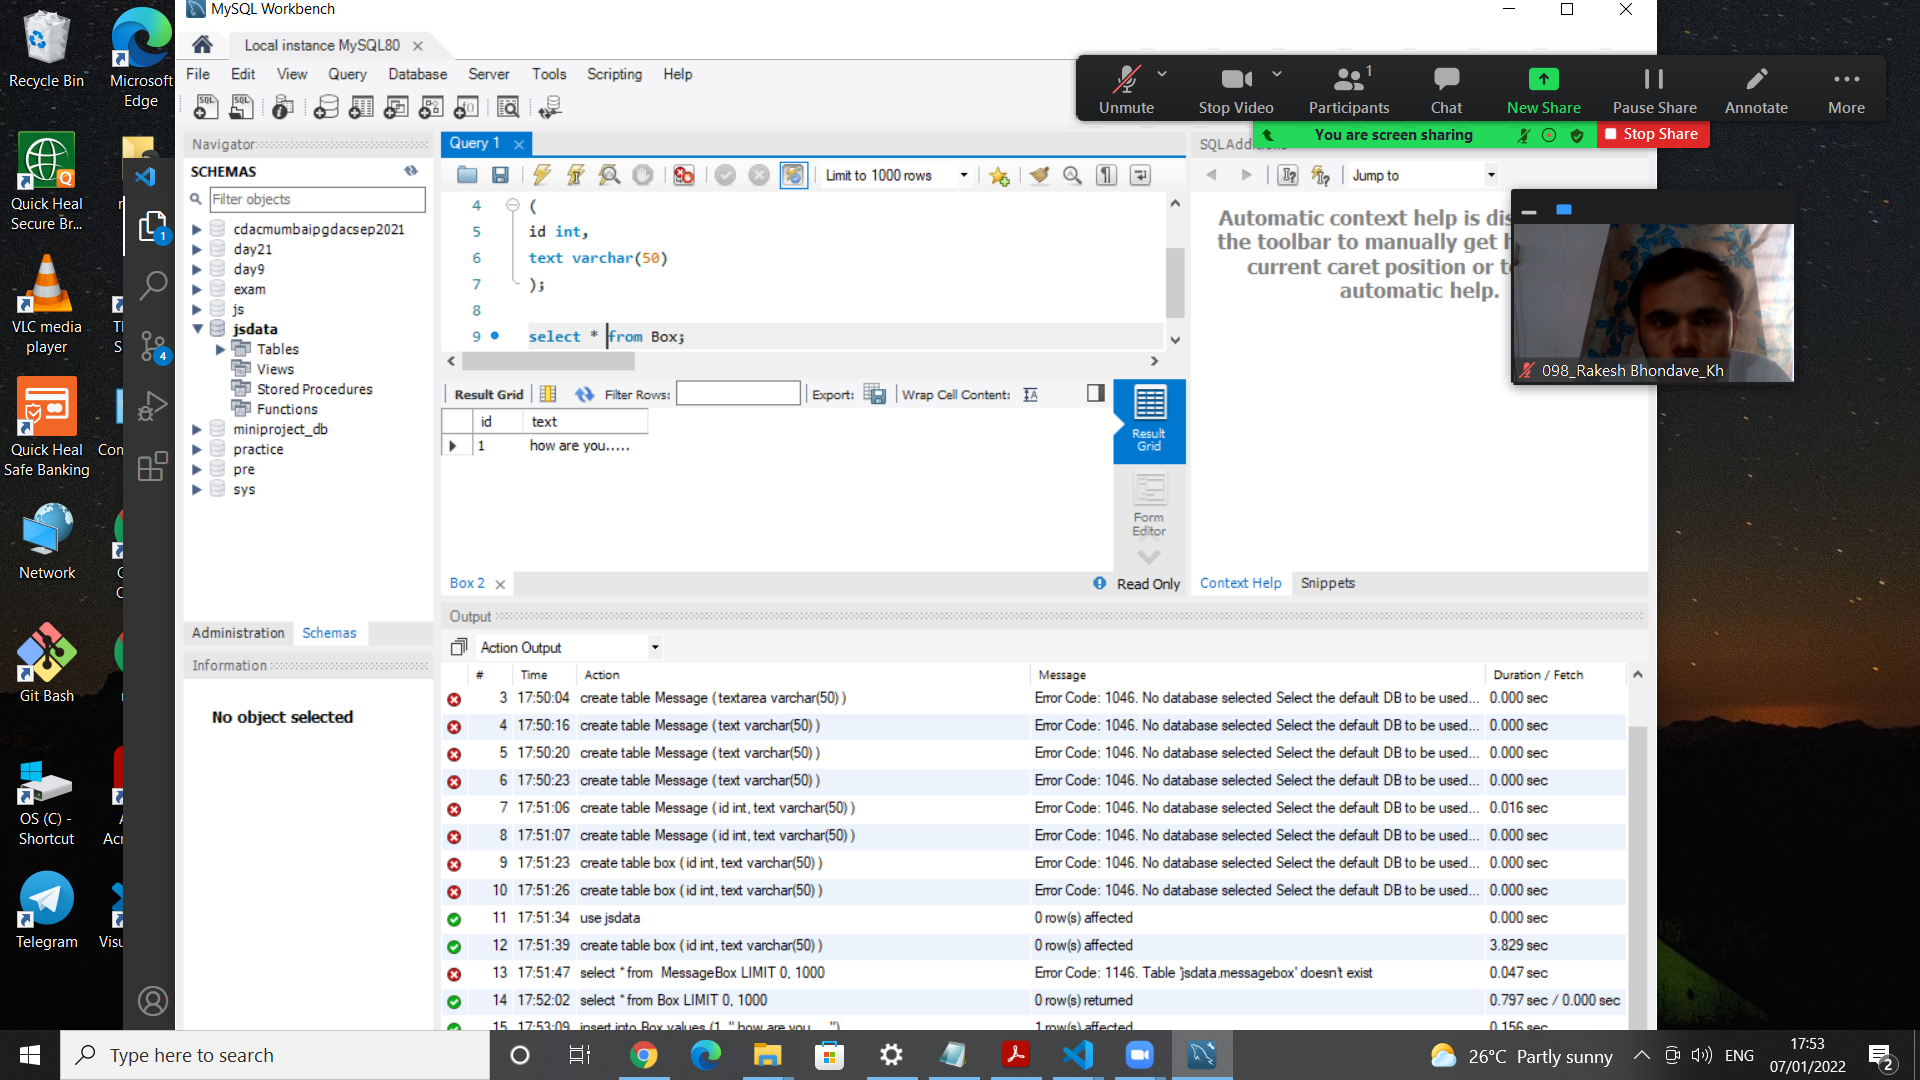 MySQL Workbench
Local instance MySQL80
File Edit View Query Database Server Tools Scripting Help
Unmute Stop Video Participants 1 Chat New Share Pause Share Annotate More
You are screen sharing Stop Share
Recycle Bin
Microsoft Edge
Quick Heal Secure Br...
VLC media player
Quick Heal Safe Banking
Network
Git Bash
OS (C) - Shortcut
Telegram
Navigator
SCHEMAS
Filter objects
cdacmumbaipgdacsep2021
day21
day9
exam
js
jsdata
Tables
Views
Stored Procedures
Functions
miniproject_db
practice
pre
sys
Administration Schemas
Information
No object selected
Query 1
Limit to 1000 rows
4 (
5 id int,
6 text varchar(50)
7 );
8
9 select * from Box;
Result Grid Filter Rows: Export: Wrap Cell Content:
id text
1 how are you.....
Result Grid
Form Editor
Box 2
Read Only
Jump to
Automatic context help is dis
the toolbar to manually get h
current caret position or t
automatic help.
098_Rakesh Bhondave_Kh
Context Help Snippets
Output
Action Output
# Time Action Message Duration / Fetch
3 17:50:04 create table Message ( textarea varchar(50) ) Error Code: 1046. No database selected Select the default DB to be used... 0.000 sec
4 17:50:16 create table Message ( text varchar(50) ) Error Code: 1046. No database selected Select the default DB to be used... 0.000 sec
5 17:50:20 create table Message ( text varchar(50) ) Error Code: 1046. No database selected Select the default DB to be used... 0.000 sec
6 17:50:23 create table Message ( text varchar(50) ) Error Code: 1046. No database selected Select the default DB to be used... 0.000 sec
7 17:51:06 create table Message ( id int, text varchar(50) ) Error Code: 1046. No database selected Select the default DB to be used... 0.016 sec
8 17:51:07 create table Message ( id int, text varchar(50) ) Error Code: 1046. No database selected Select the default DB to be used... 0.000 sec
9 17:51:23 create table box ( id int, text varchar(50) ) Error Code: 1046. No database selected Select the default DB to be used... 0.000 sec
10 17:51:26 create table box ( id int, text varchar(50) ) Error Code: 1046. No database selected Select the default DB to be used... 0.000 sec
11 17:51:34 use jsdata 0 row(s) affected 0.000 sec
12 17:51:39 create table box ( id int, text varchar(50) ) 0 row(s) affected 3.829 sec
13 17:51:47 select * from MessageBox LIMIT 0, 1000 Error Code: 1146. Table 'jsdata.messagebox' doesn't exist 0.047 sec
14 17:52:02 select * from Box LIMIT 0, 1000 0 row(s) returned 0.797 sec / 0.000 sec
15 17:53:09 insert into Box values (1, " how are you.....") 1 row(s) affected 0.156 sec
Type here to search
26°C Partly sunny ENG
17:53
07/01/2022
2